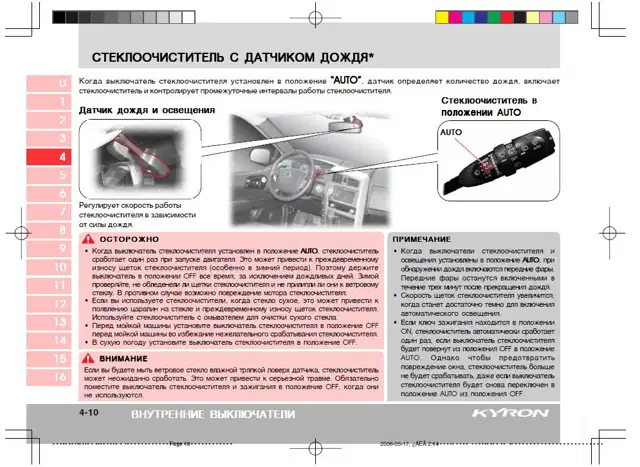 СТЕКЛООЧИСТИТЕЛЬ С ДАТЧИКОМ ДОЖДЯ*
Когда выключатель стеклоочистителя установлен в положение "AUTO", датчик определяет количество дождя, включает
стеклоочиститель и контролирует промежуточные интервалы работы стеклоочистителя.
0
1
2
3
4
5
6
7
8
9
10
11
12
13
14
15
16
Датчик дождя и освещения
Регулирует скорость работы
стеклоочистителя в зависимости
от силы дождя.
Стеклоочиститель в
положении AUTO
AUTO
ОСТОРОЖНО
• Когда выключатель стеклоочистителя установлен в положение AUTO, стеклоочиститель
сработает один раз при запуске двигателя. Это может привести к преждевременному
износу щеток стеклоочистителя (особенно в зимний период). Поэтому держите
выключатель в положении OFF все время, за исключением дождливых дней. Зимой
проверяйте, не обледенели ли щетки стеклоочистителя и не прилипли ли они к ветровому
стеклу. В противном случае возможно повреждение мотора стеклоочистителя.
• Если вы используете стеклоочистители, когда стекло сухое, это может привести к
появлению царапин на стекле и преждевременному износу щеток стеклоочистителя.
Используйте стеклоочиститель с омывателем для очистки сухого стекла.
• Перед мойкой машины установите выключатель стеклоочистителя в положение OFF
перед мойкой машины во избежание нежелательного срабатывания стеклоочистителя.
• В сухую погоду установите выключатель стеклоочистителя в положение OFF.
ВНИМАНИЕ
Если вы будете мыть ветровое стекло влажной тряпкой поверх датчика, стеклоочиститель
может неожиданно сработать. Это может привести к серьезной травме. Обязательно
поместите выключатель стеклоочистителя и зажигания в положение OFF, когда они
не используются.
ПРИМЕЧАНИЕ
• Когда выключатели стеклоочистителя и
освещения установлены в положение AUTO, при
обнаружении дождя включаются передние фары.
Передние фары останутся включенными в
течение трех минут после прекращения дождя.
• Скорость щеток стеклоочистителя увеличится,
когда станет достаточно темно для включения
автоматического освещения.
• Если ключ зажигания находится в положении
ON, стеклоочиститель автоматически сработает
один раз, если выключатель стеклоочистителя
будет повернут из положения OFF в положение
AUTO. Однако чтобы предотвратить
повреждение окна, стеклоочиститель больше
не будет срабатывать, даже если выключатель
стеклоочистителя будет снова переключен в
положение AUTO из положения OFF.
4-10 ВНУТРЕННИЕ ВЫКЛЮЧАТЕЛИ
KYRON
Page 10
2006-05-17,